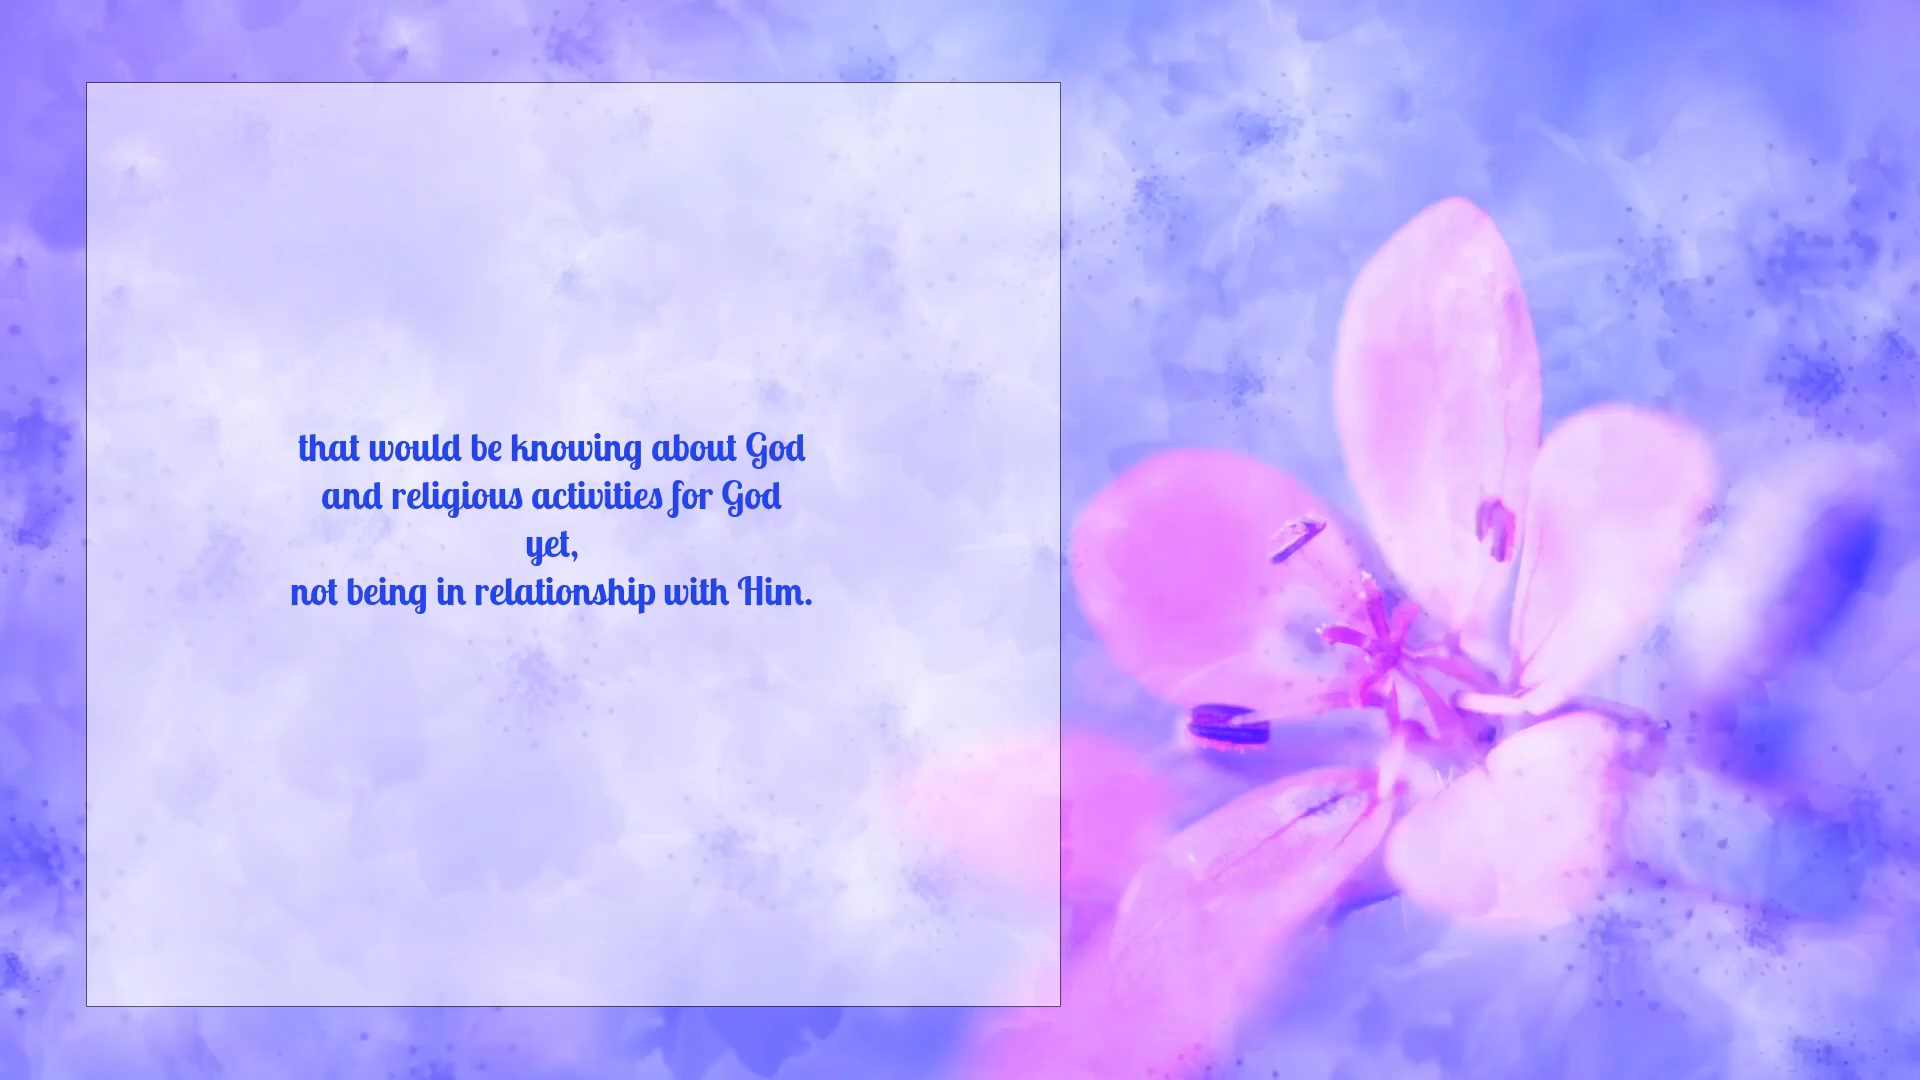 that would be knowing about God
and religious activities for God
yet,
not being in relationship with Him.